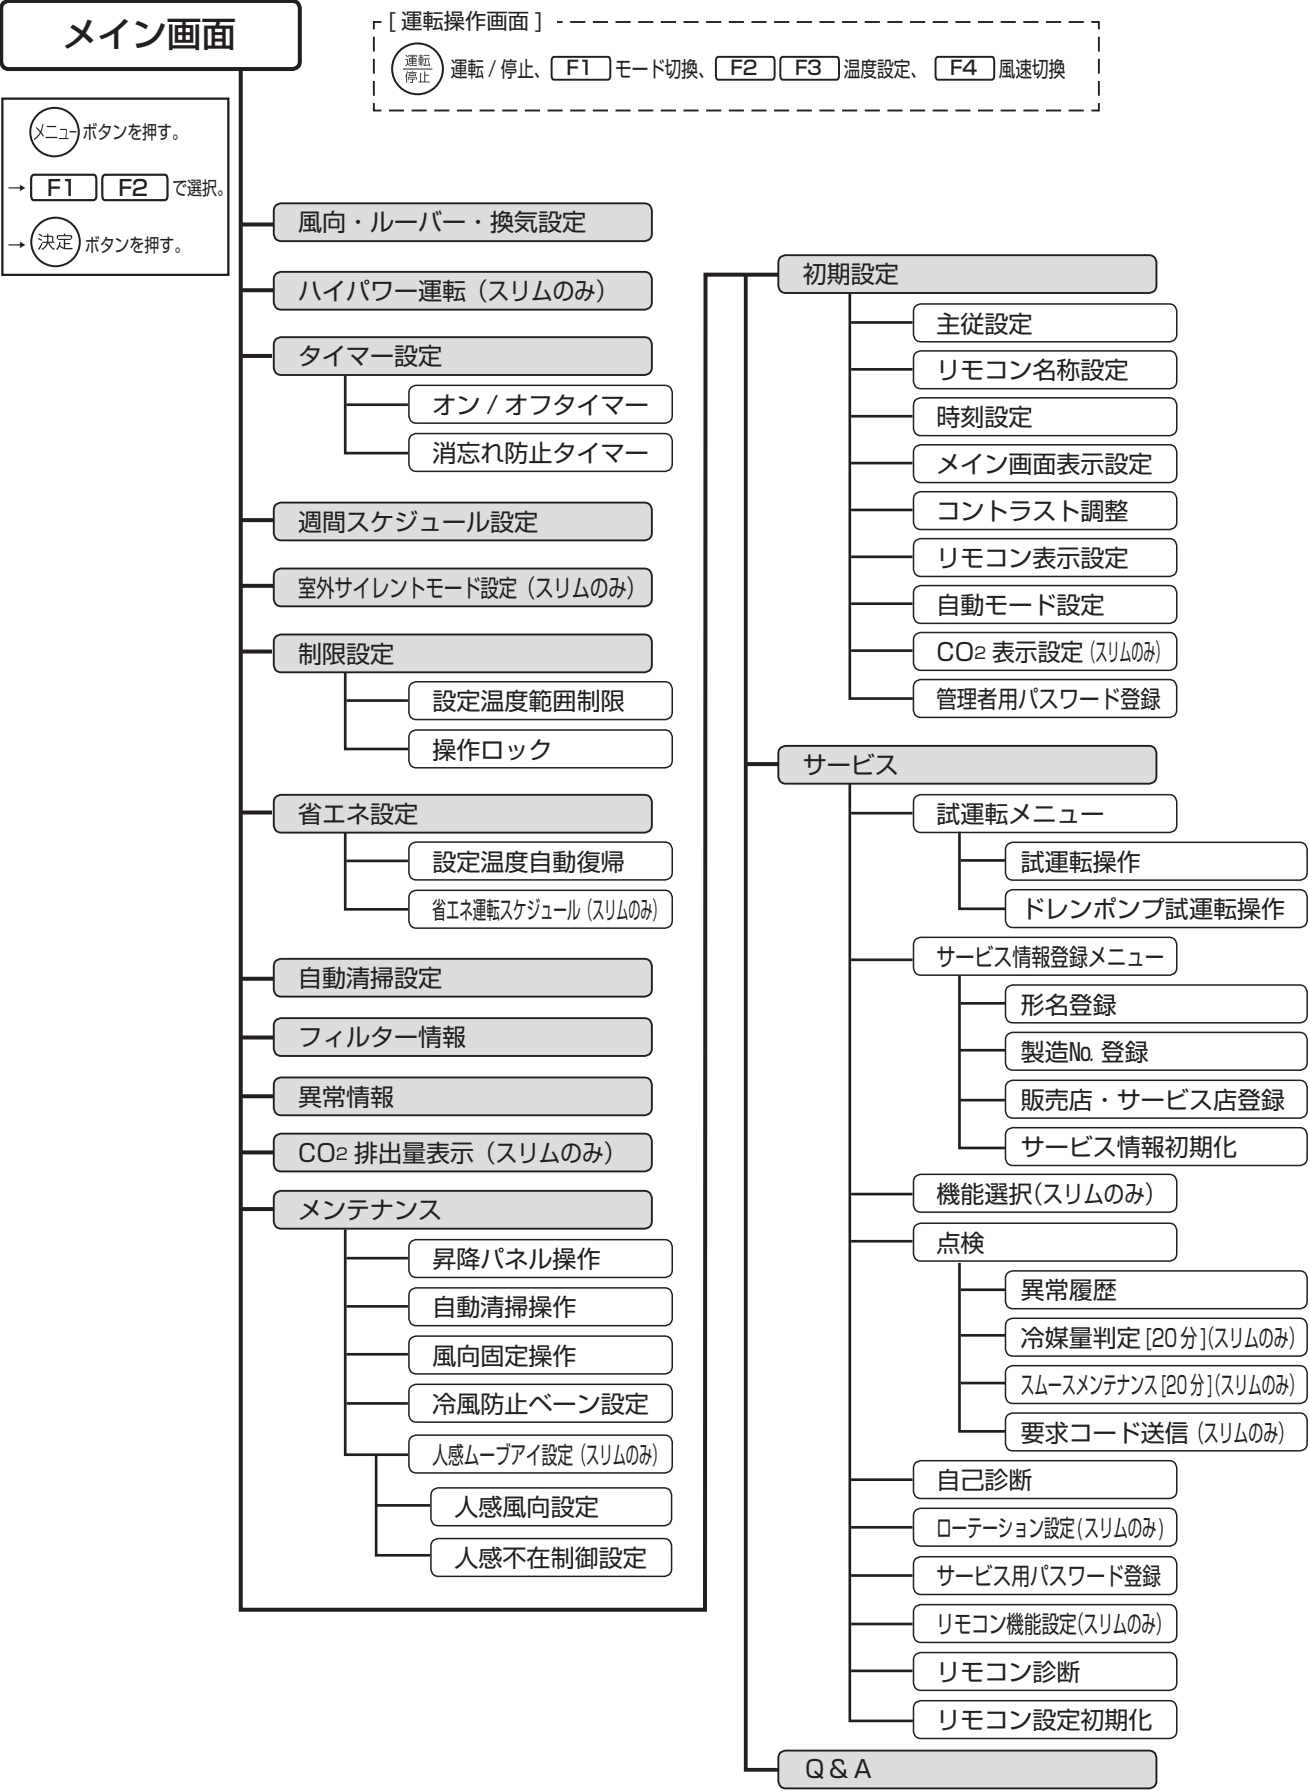 メイン画面
[ 運転操作画面 ]
運転
停止
運転 / 停止、 F1 モード切換、 F2 F3 温度設定、 F4 風速切換
メニュー ボタンを押す。
→ F1 F2 で選択。
→ 決定 ボタンを押す。
風向・ルーバー・換気設定
ハイパワー運転（スリムのみ）
タイマー設定
オン / オフタイマー
消忘れ防止タイマー
週間スケジュール設定
室外サイレントモード設定（スリムのみ）
制限設定
設定温度範囲制限
操作ロック
省エネ設定
設定温度自動復帰
省エネ運転スケジュール（スリムのみ）
自動清掃設定
フィルター情報
異常情報
CO2 排出量表示（スリムのみ）
メンテナンス
昇降パネル操作
自動清掃操作
風向固定操作
冷風防止ベーン設定
人感ムーブアイ設定（スリムのみ）
人感風向設定
人感不在制御設定
初期設定
主従設定
リモコン名称設定
時刻設定
メイン画面表示設定
コントラスト調整
リモコン表示設定
自動モード設定
CO2 表示設定（スリムのみ）
管理者用パスワード登録
サービス
試運転メニュー
試運転操作
ドレンポンプ試運転操作
サービス情報登録メニュー
形名登録
製造No. 登録
販売店・サービス店登録
サービス情報初期化
機能選択（スリムのみ）
点検
異常履歴
冷媒量判定［20分］（スリムのみ）
スムースメンテナンス［20分］（スリムのみ）
要求コード送信（スリムのみ）
自己診断
ローテーション設定（スリムのみ）
サービス用パスワード登録
リモコン機能設定（スリムのみ）
リモコン診断
リモコン設定初期化
Q & A